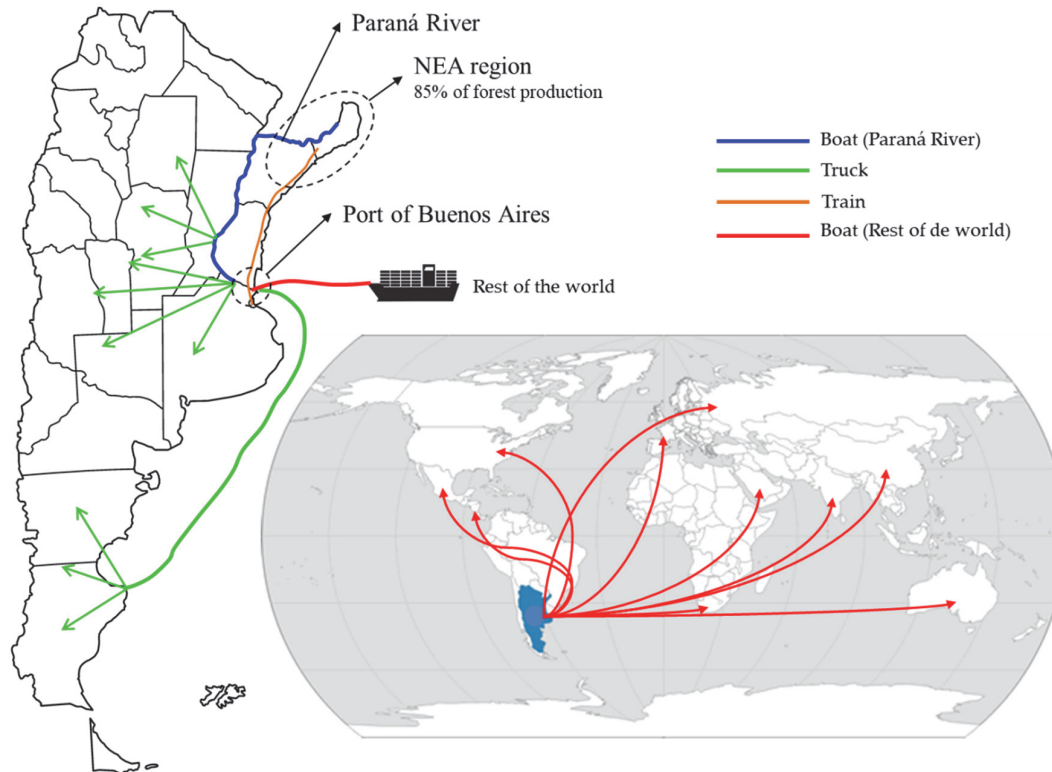 Paraná River
NEA region
85% of forest production
Boat (Paraná River)
Truck
Train
Boat (Rest of de world)
Port of Buenos Aires
Rest of the world